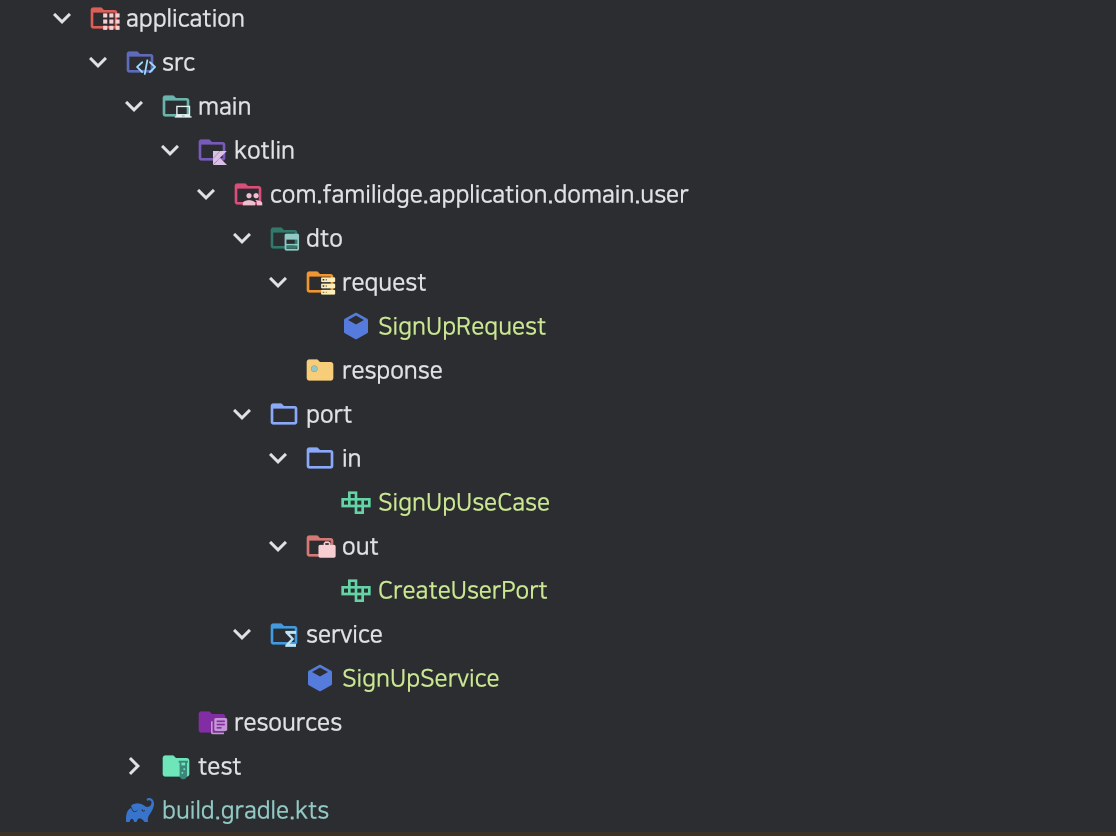 application
src
main
kotlin
com.familidge.application.domain.user
dto
request
SignUpRequest
response
port
in
SignUpUseCase
out
CreateUserPort
service
SignUpService
resources
test
build.gradle.kts